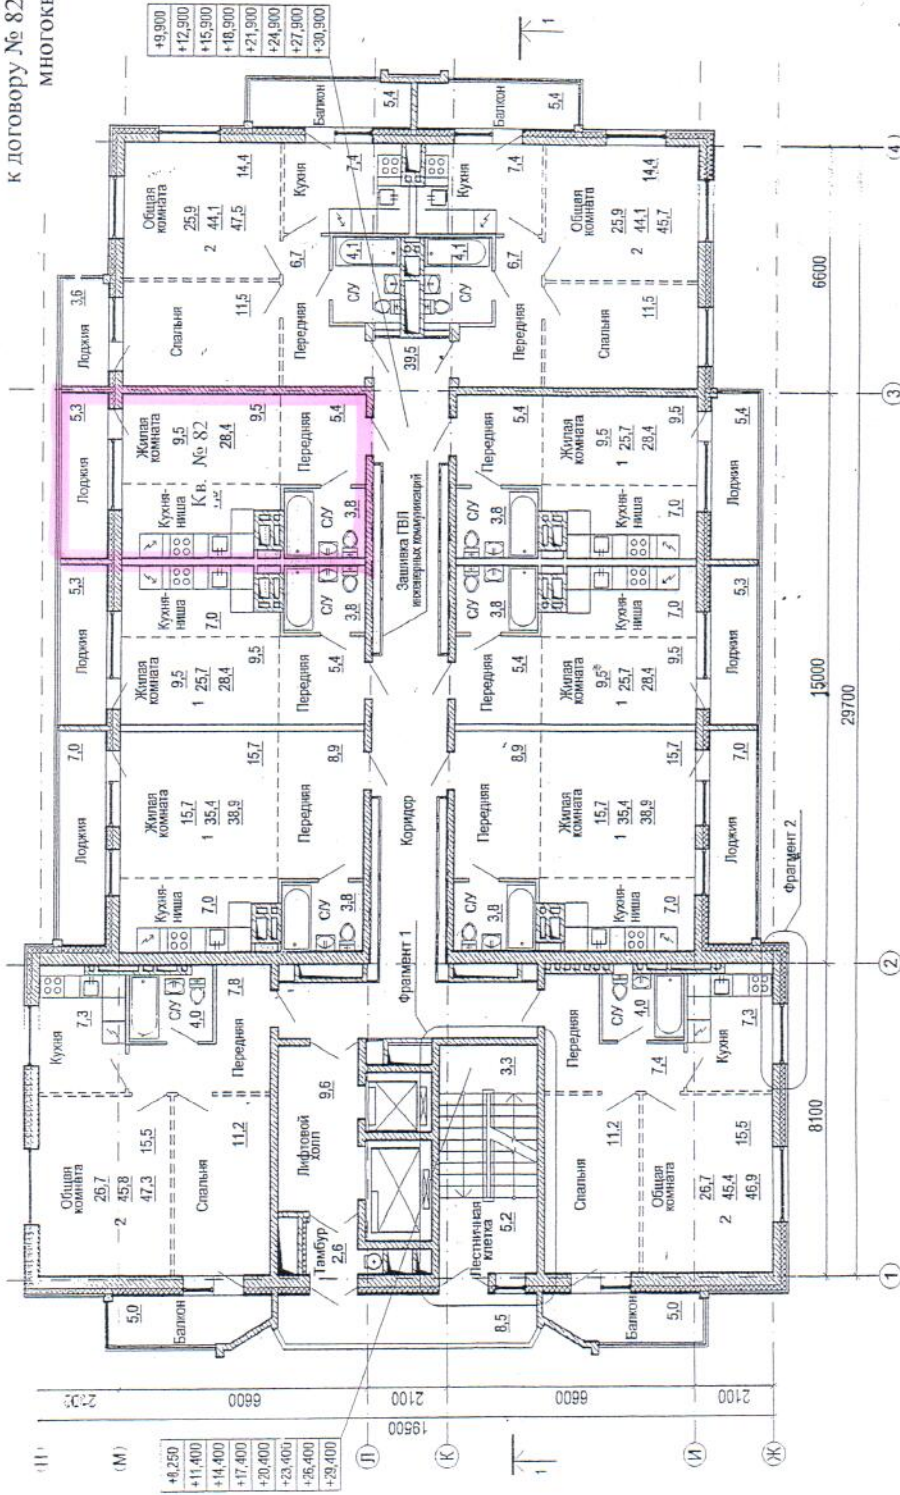 к договору № 82
+9,900
+12,900
+15,900
+18,900
+21,900
+24,900
+27,900
+30,900
1
Балкон
5,4
Балкон
5,4
Общая
комната
25,9
2 44,1
47,5
14,4
Кухня
7,4
Кухня
7,4
Общая
комната
25,9
2 44,1
45,7
14,4
Лоджия
3,6
Спальня
11,5
6,7
Передняя
С/У
4,1
39,5
4,1
С/У
6,7
Передняя
Спальня
11,5
Лоджия
5,3
Жилая
комната
9,5
28,4
9,5
Кв. № 82
Кухня-
ниша
Передняя
5,4
С/У
3,8
Зашивка ГВЛ
инженерных коммуникаций
Передняя
5,4
С/У
3,8
Жилая
комната
9,5
1 25,7
28,4
9,5
Кухня-
ниша
7,0
Лоджия
5,4
Лоджия
5,3
Кухня-
ниша
7,0
Жилая
комната
9,5
1 25,7
28,4
9,5
С/У
3,8
Передняя
5,4
С/У
3,8
Передняя
5,4
Кухня-
ниша
7,0
Жилая
комната
9,5
1 25,7
28,4
9,5
Лоджия
5,3
Лоджия
7,0
Жилая
комната
15,7
1 35,4
38,9
15,7
Кухня-
ниша
7,0
Передняя
8,9
С/У
3,8
Коридор
Передняя
8,9
С/У
3,8
Жилая
комната
15,7
1 35,4
38,9
15,7
Кухня-
ниша
7,0
Лоджия
7,0
Фрагмент 1
Фрагмент 2
Кухня
7,3
С/У
4,0
Передняя
7,8
Общая
комната
26,7
2 45,8
47,3
15,5
Спальня
11,2
Лифтовой
холл
9,6
Тамбур
2,6
3,3
Лестничная
клетка
5,2
8,5
Передняя
7,4
С/У
4,0
Кухня
7,3
Спальня
11,2
Общая
комната
26,7
2 45,4
46,9
15,5
5,0
Балкон
Балкон
5,0
6600
15000
29700
8100
4
3
2
1
6600
2100
6600
2100
19500
М
Л
К
И
Ж
+8,250
+11,400
+14,400
+17,400
+20,400
+23,400
+26,400
+29,400
1